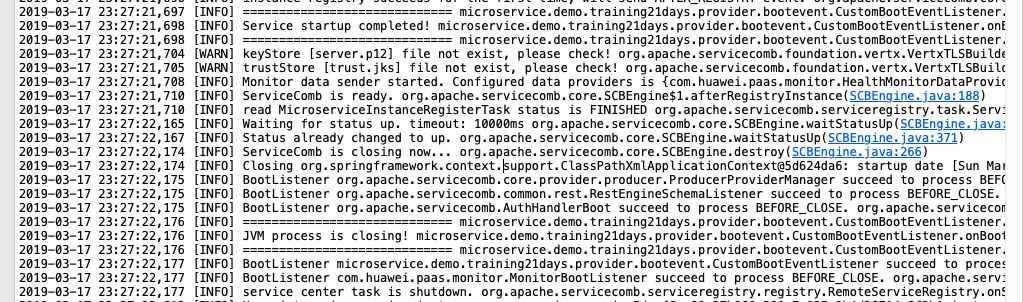 2019-03-17 23:27:21,697 [INFO] ============================ microservice.demo.training21days.provider.bootevent.CustomBootEventListener.
2019-03-17 23:27:21,698 [INFO] Service startup completed! microservice.demo.training21days.provider.bootevent.CustomBootEventListener.onB
2019-03-17 23:27:21,698 [INFO] ============================ microservice.demo.training21days.provider.bootevent.CustomBootEventListener.
2019-03-17 23:27:21,704 [WARN] keyStore [server.p12] file not exist, please check! org.apache.servicecomb.foundation.vertx.VertxTLSBuilde
2019-03-17 23:27:21,705 [WARN] trustStore [trust.jks] file not exist, please check! org.apache.servicecomb.foundation.vertx.VertxTLSBuild
2019-03-17 23:27:21,708 [INFO] Monitor data sender started. Configured data providers is {com.huawei.paas.monitor.HealthMonitorDataProvid
2019-03-17 23:27:21,710 [INFO] ServiceComb is ready. org.apache.servicecomb.core.SCBEngine$1.afterRegistryInstance(SCBEngine.java:188)
2019-03-17 23:27:21,710 [INFO] read MicroserviceInstanceRegisterTask status is FINISHED org.apache.servicecomb.serviceregistry.task.Servi
2019-03-17 23:27:22,165 [INFO] Waiting for status up. timeout: 10000ms org.apache.servicecomb.core.SCBEngine.waitStatusUp(SCBEngine.java:
2019-03-17 23:27:22,167 [INFO] Status already changed to up. org.apache.servicecomb.core.SCBEngine.waitStatusUp(SCBEngine.java:371)
2019-03-17 23:27:22,174 [INFO] ServiceComb is closing now... org.apache.servicecomb.core.SCBEngine.destroy(SCBEngine.java:266)
2019-03-17 23:27:22,174 [INFO] Closing org.springframework.context.support.ClassPathXmlApplicationContext@5d624da6: startup date [Sun Mar
2019-03-17 23:27:22,175 [INFO] BootListener org.apache.servicecomb.core.provider.producer.ProducerProviderManager succeed to process BEFO
2019-03-17 23:27:22,175 [INFO] BootListener org.apache.servicecomb.common.rest.RestEngineSchemaListener succeed to process BEFORE_CLOSE.
2019-03-17 23:27:22,175 [INFO] BootListener org.apache.servicecomb.AuthHandlerBoot succeed to process BEFORE_CLOSE. org.apache.servicecom
2019-03-17 23:27:22,176 [INFO] ============================ microservice.demo.training21days.provider.bootevent.CustomBootEventListener.
2019-03-17 23:27:22,176 [INFO] JVM process is closing! microservice.demo.training21days.provider.bootevent.CustomBootEventListener.onBoot
2019-03-17 23:27:22,176 [INFO] ============================ microservice.demo.training21days.provider.bootevent.CustomBootEventListener.
2019-03-17 23:27:22,177 [INFO] BootListener microservice.demo.training21days.provider.bootevent.CustomBootEventListener succeed to proces
2019-03-17 23:27:22,177 [INFO] BootListener com.huawei.paas.monitor.MonitorBootListener succeed to process BEFORE_CLOSE. org.apache.servi
2019-03-17 23:27:22,177 [INFO] service center task is shutdown. org.apache.servicecomb.serviceregistry.registry.RemoteServiceRegistry.onS